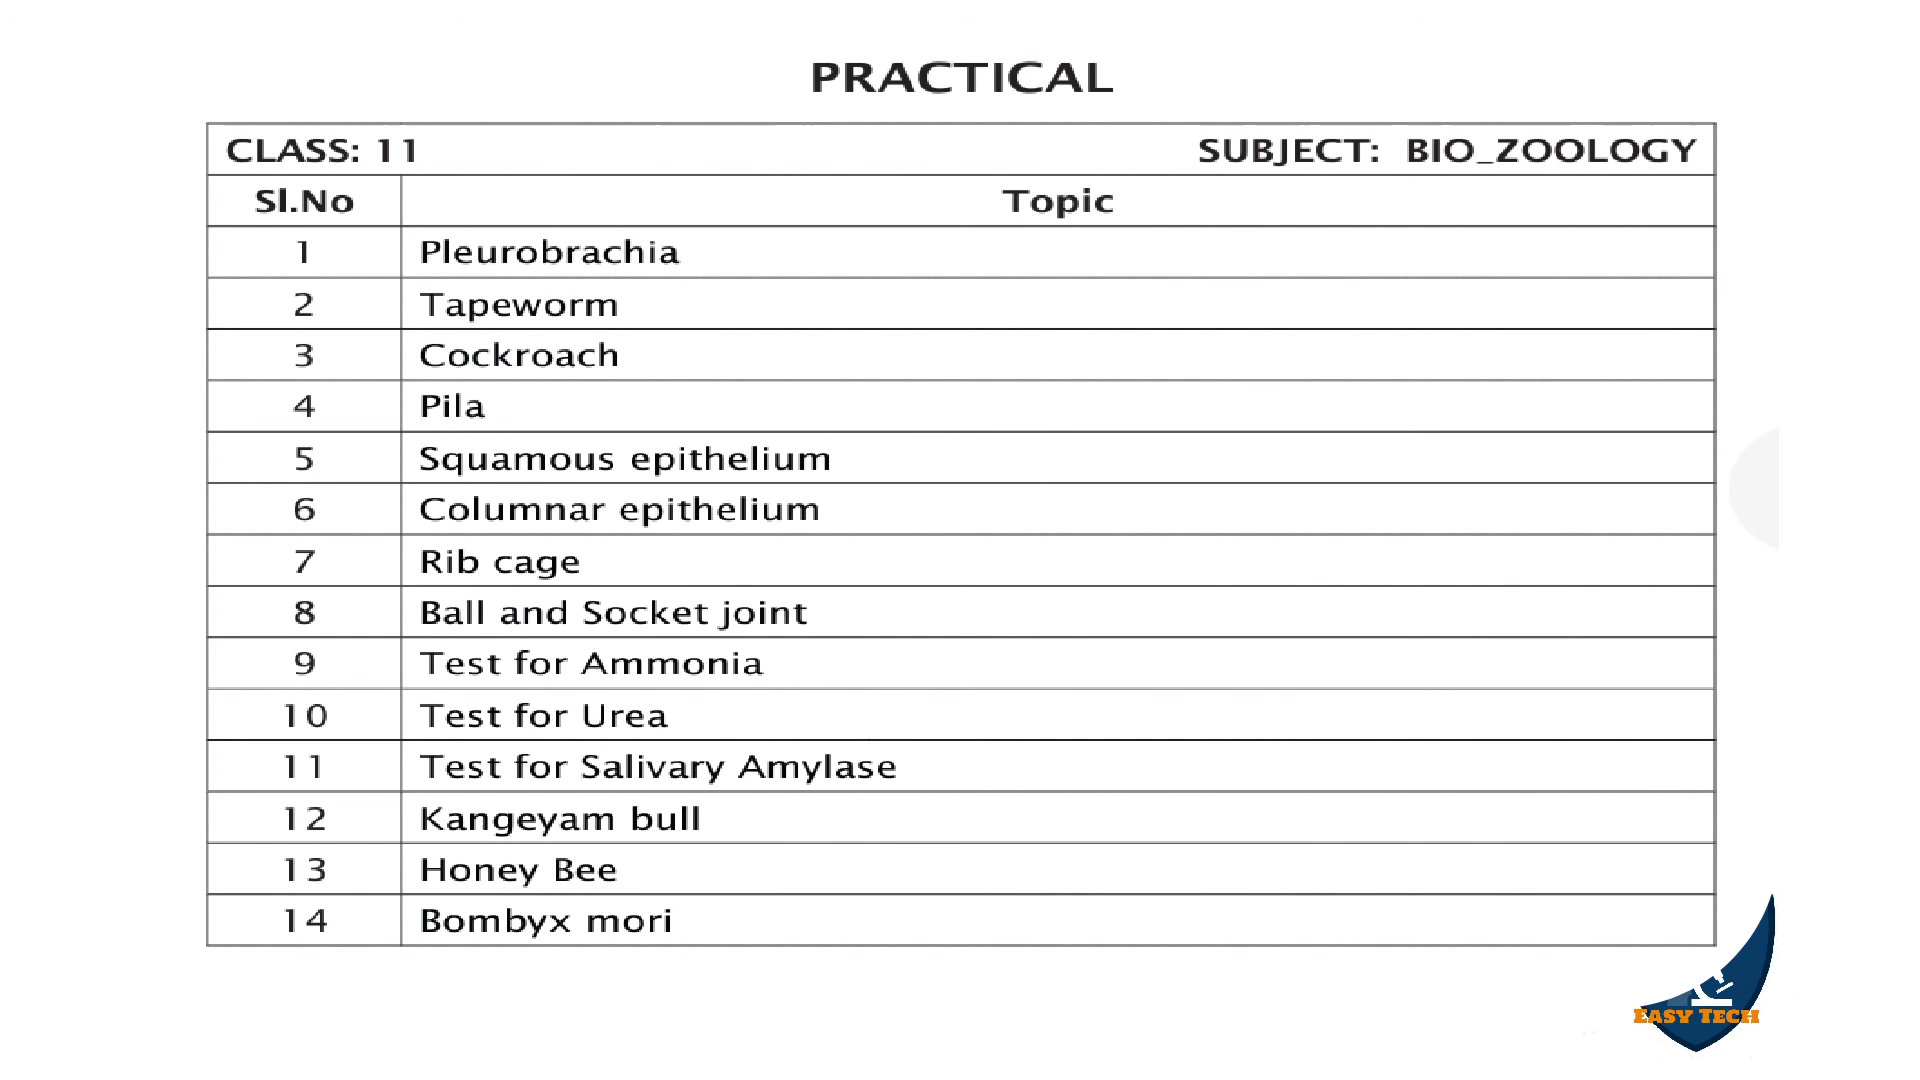 PRACTICAL
CLASS: 11 SUBJECT: BIO_ZOOLOGY
Sl.No Topic
1 Pleurobrachia
2 Tapeworm
3 Cockroach
4 Pila
5 Squamous epithelium
6 Columnar epithelium
7 Rib cage
8 Ball and Socket joint
9 Test for Ammonia
10 Test for Urea
11 Test for Salivary Amylase
12 Kangeyam bull
13 Honey Bee
14 Bombyx mori
EASY TECH